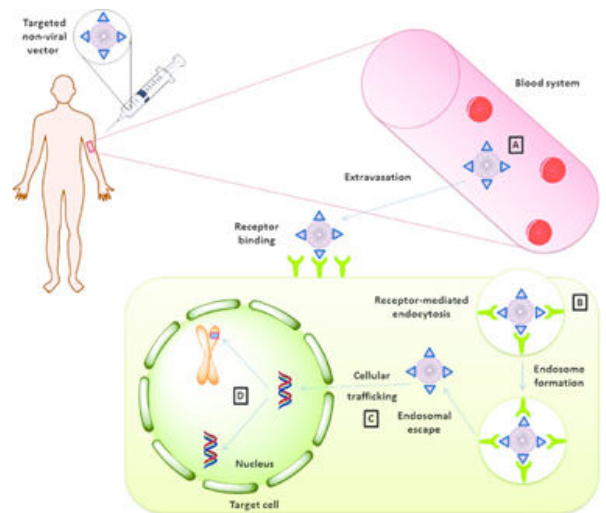 Targeted
non-viral
vector
Blood system
A
Extravasation
Receptor
binding
Receptor-mediated
endocytosis
B
Endosome
formation
Cellular
trafficking
C
Endosomal
escape
D
Nucleus
Target cell